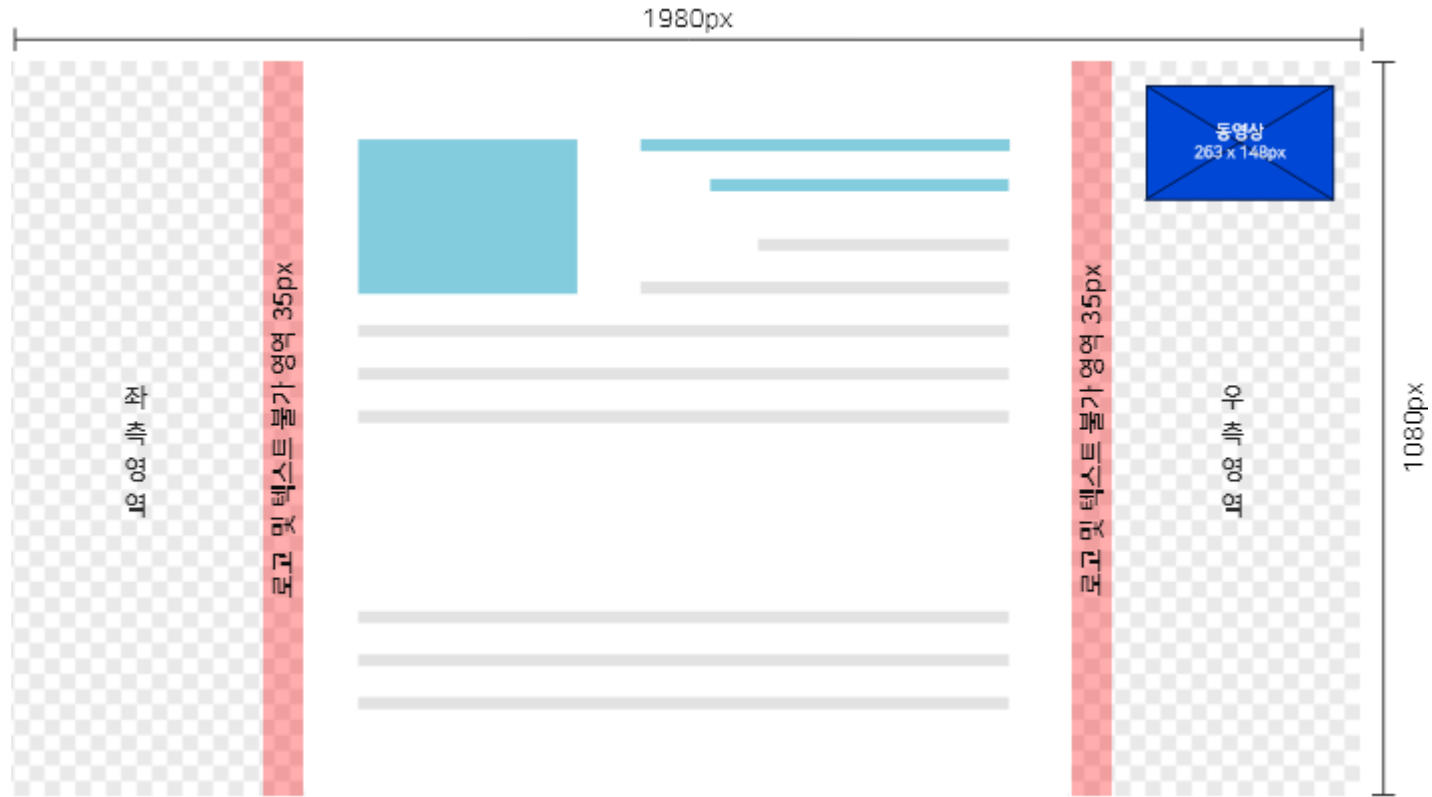 1980px
동영상
263 x 148px
로고 및 텍스트 불가 영역 35px
로고 및 텍스트 불가 영역 35px
좌측영역
우측영역
1080px